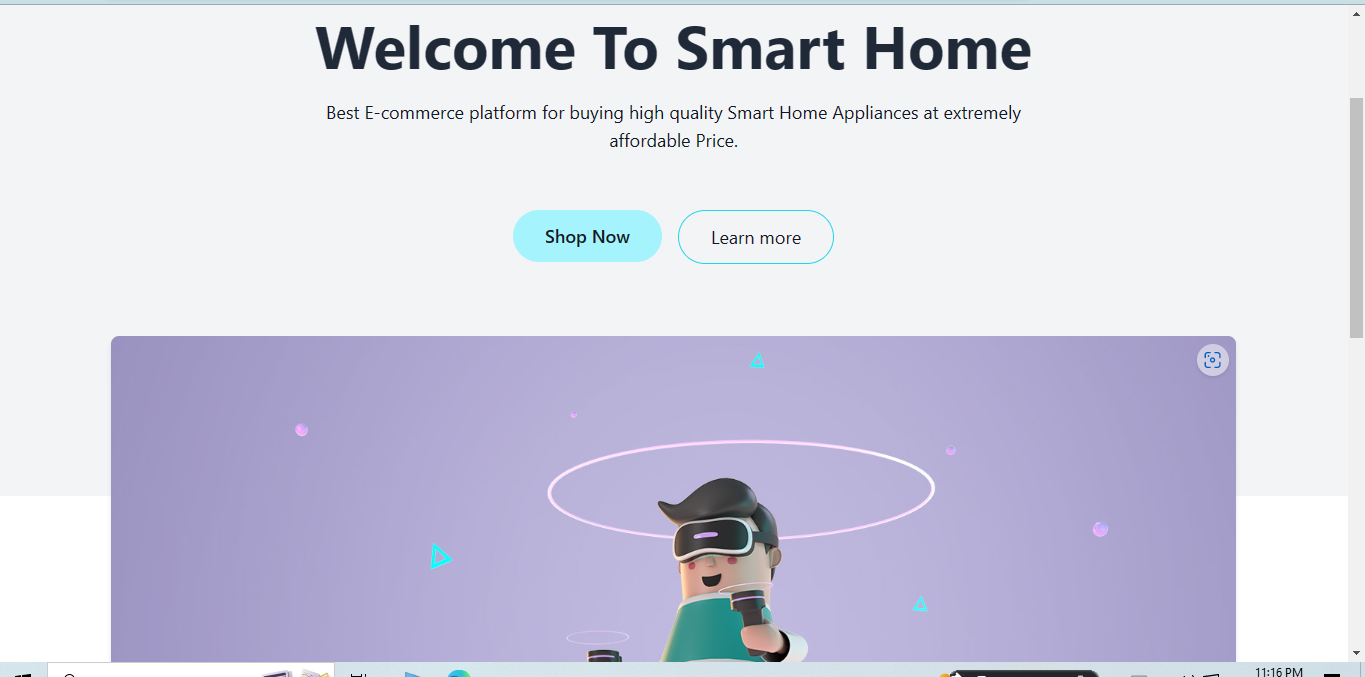 Welcome To Smart Home
Best E-commerce platform for buying high quality Smart Home Appliances at extremely
affordable Price.
Shop Now
Learn more
11:16 PM